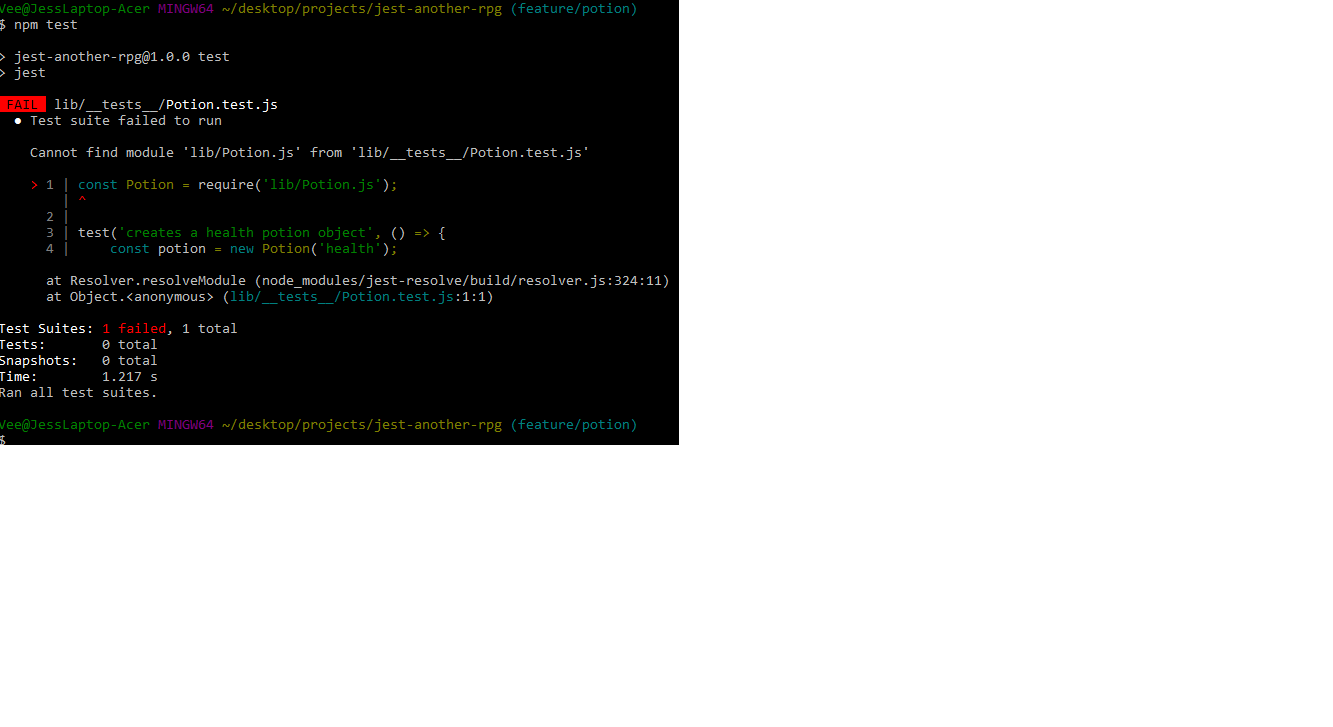 Vee@JessLaptop-Acer MINGW64 ~/desktop/projects/jest-another-rpg (feature/potion)
$ npm test
> jest-another-rpg@1.0.0 test
> jest
FAIL lib/__tests__/Potion.test.js
● Test suite failed to run
Cannot find module 'lib/Potion.js' from 'lib/__tests__/Potion.test.js'
> 1 | const Potion = require('lib/Potion.js');
| ^
2 |
3 | test('creates a health potion object', () => {
4 | const potion = new Potion('health');
at Resolver.resolveModule (node_modules/jest-resolve/build/resolver.js:324:11)
at Object.<anonymous> (lib/__tests__/Potion.test.js:1:1)
Test Suites: 1 failed, 1 total
Tests: 0 total
Snapshots: 0 total
Time: 1.217 s
Ran all test suites.
Vee@JessLaptop-Acer MINGW64 ~/desktop/projects/jest-another-rpg (feature/potion)
$